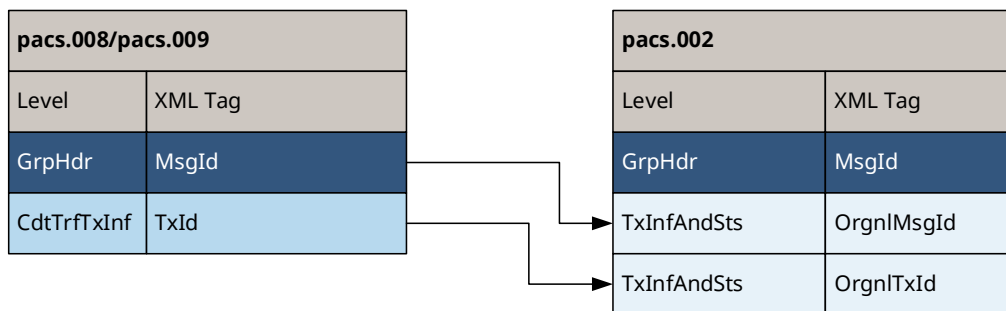 pacs.008/pacs.009
Level XML Tag
GrpHdr MsgId
CdtTrfTxInf TxId
pacs.002
Level XML Tag
GrpHdr MsgId
TxInfAndSts OrgnlMsgId
TxInfAndSts OrgnlTxId